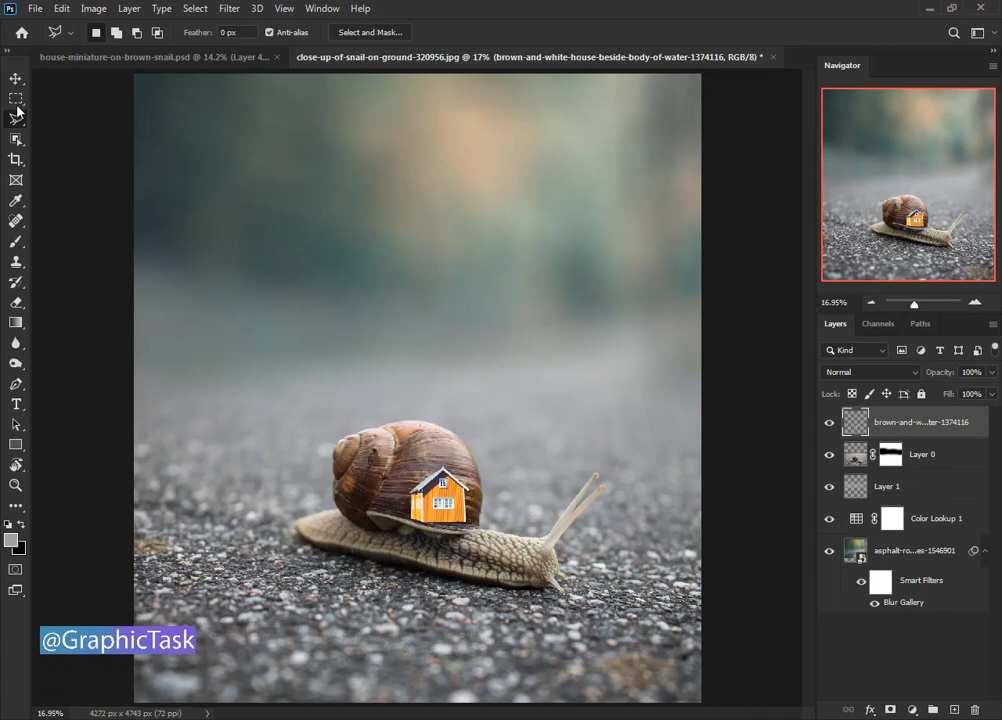 Ps File Edit Image Layer Type Select Filter 3D View Window Help
Feather: 0 px Anti-alias Select and Mask...
house-miniature-on-brown-snail.psd @ 14.2% (Layer 4... × close-up-of-snail-on-ground-320956.jpg @ 17% (brown-and-white-house-beside-body-of-water-1374116, RGB/8) * ×
Navigator
16.95%
Layers Channels Paths
Kind
Normal Opacity: 100%
Lock: Fill: 100%
brown-and-w...ter-1374116
Layer 0
Layer 1
Color Lookup 1
asphalt-ro...es-1546901
Smart Filters
Blur Gallery
@GraphicTask
16.95% 4272 px x 4743 px (72 ppi)